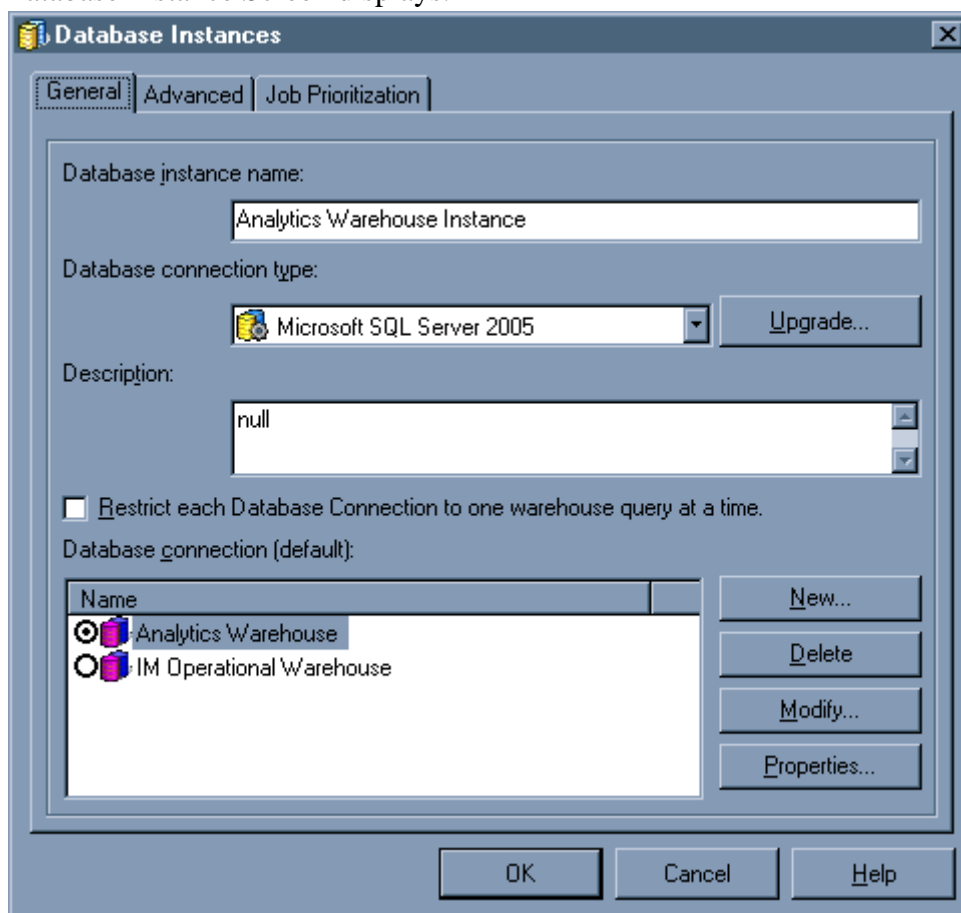 Database Instances
General Advanced Job Prioritization
Database instance name:
Analytics Warehouse Instance
Database connection type:
Microsoft SQL Server 2005 Upgrade...
Description:
null
Restrict each Database Connection to one warehouse query at a time.
Database connection (default):
Name New...
Analytics Warehouse
IM Operational Warehouse Delete
Modify...
Properties...
OK Cancel Help